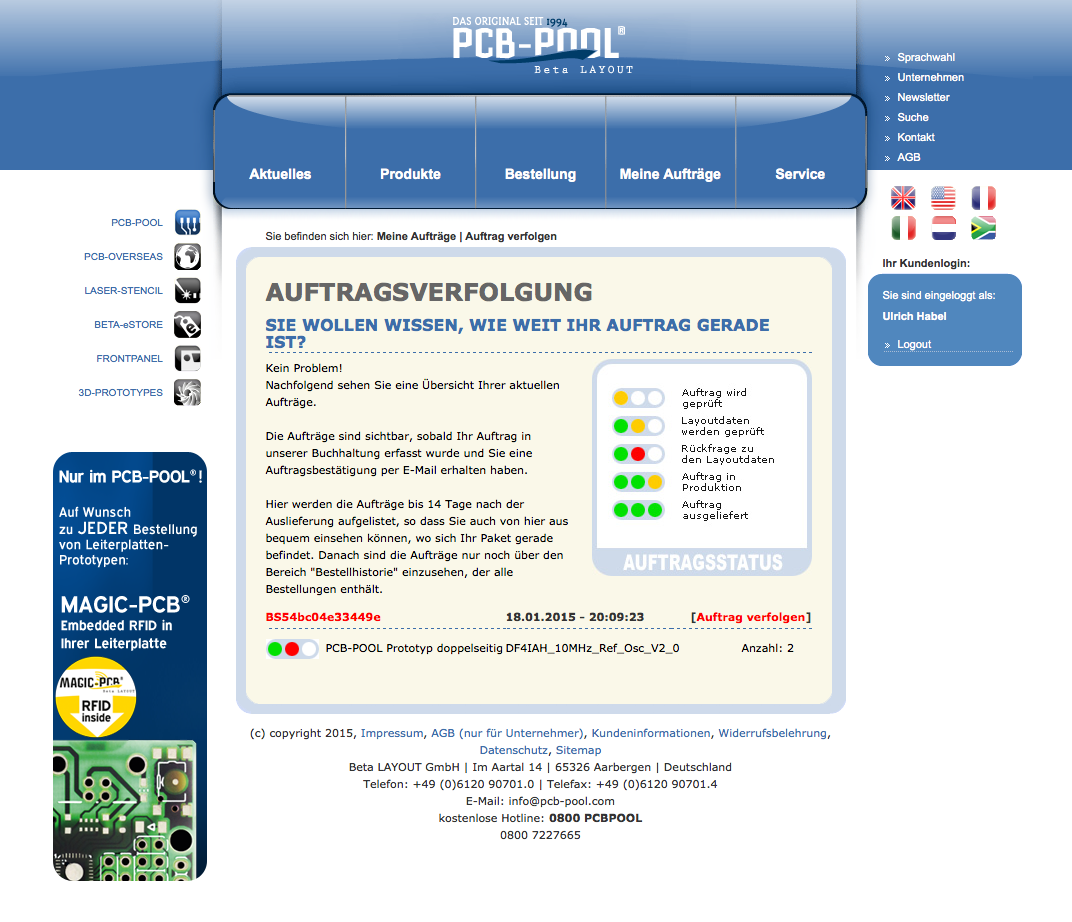 DAS ORIGINAL SEIT 1994
PCB-POOL®
Beta LAYOUT
Sprachwahl
Unternehmen
Newsletter
Suche
Kontakt
AGB
Aktuelles
Produkte
Bestellung
Meine Aufträge
Service
PCB-POOL
PCB-OVERSEAS
LASER-STENCIL
BETA-eSTORE
FRONTPANEL
3D-PROTOTYPES
Nur im PCB-POOL®!
Auf Wunsch
zu JEDER Bestellung
von Leiterplatten-
Prototypen:
MAGIC-PCB®
Embedded RFID in
Ihrer Leiterplatte
MAGIC-PCB®
Beta LAYOUT
RFID
inside
Sie befinden sich hier: Meine Aufträge | Auftrag verfolgen
AUFTRAGSVERFOLGUNG
SIE WOLLEN WISSEN, WIE WEIT IHR AUFTRAG GERADE
IST?
Kein Problem!
Nachfolgend sehen Sie eine Übersicht Ihrer aktuellen
Aufträge.
Die Aufträge sind sichtbar, sobald Ihr Auftrag in
unserer Buchhaltung erfasst wurde und Sie eine
Auftragsbestätigung per E-Mail erhalten haben.
Hier werden die Aufträge bis 14 Tage nach der
Auslieferung aufgelistet, so dass Sie auch von hier aus
bequem einsehen können, wo sich Ihr Paket gerade
befindet. Danach sind die Aufträge nur noch über den
Bereich "Bestellhistorie" einzusehen, der alle
Bestellungen enthält.
Auftrag wird
geprüft
Layoutdaten
werden geprüft
Rückfrage zu
den Layoutdaten
Auftrag in
Produktion
Auftrag
ausgeliefert
AUFTRAGSSTATUS
BS54bc04e33449e 18.01.2015 - 20:09:23 [Auftrag verfolgen]
PCB-POOL Prototyp doppelseitig DF4IAH_10MHz_Ref_Osc_V2_0 Anzahl: 2
Ihr Kundenlogin:
Sie sind eingeloggt als:
Ulrich Habel
Logout
(c) copyright 2015, Impressum, AGB (nur für Unternehmer), Kundeninformationen, Widerrufsbelehrung,
Datenschutz, Sitemap
Beta LAYOUT GmbH | Im Aartal 14 | 65326 Aarbergen | Deutschland
Telefon: +49 (0)6120 90701.0 | Telefax: +49 (0)6120 90701.4
E-Mail: info@pcb-pool.com
kostenlose Hotline: 0800 PCBPOOL
0800 7227665